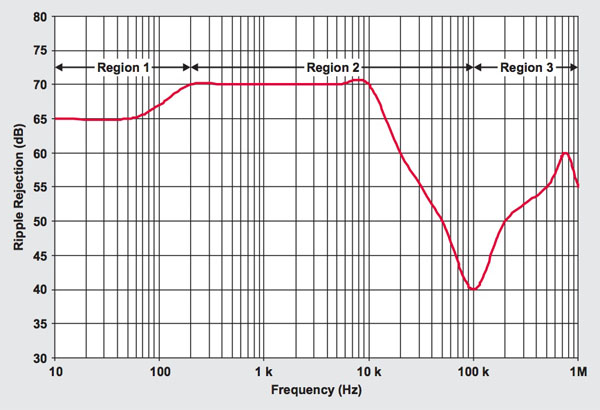 80
75
Region 1
Region 2
Region 3
70
65
60
55
50
45
40
35
30
Ripple Rejection (dB)
10
100
1 k
10 k
100 k
1M
Frequency (Hz)